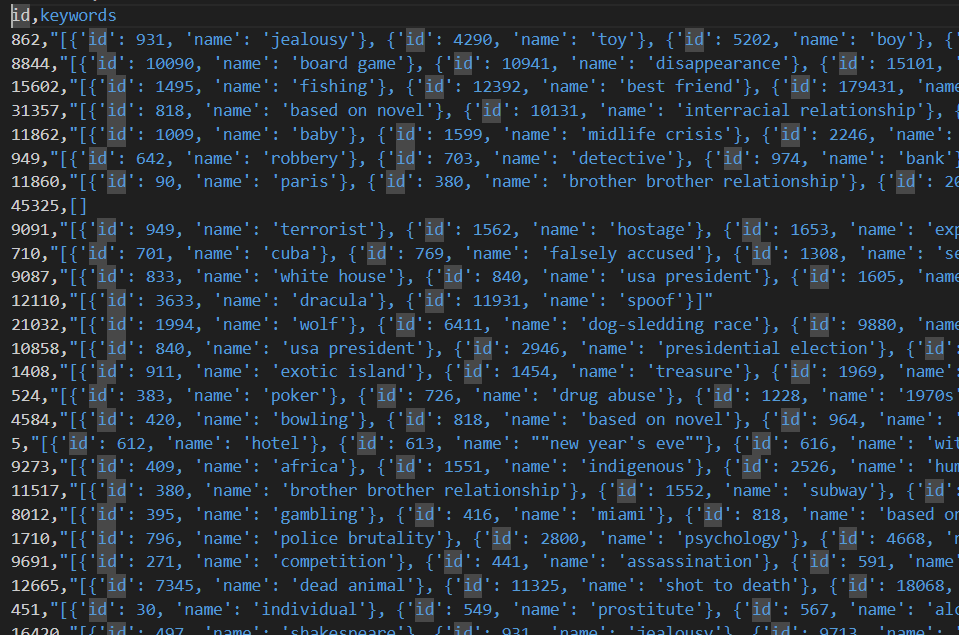 id,keywords
862,"[{'id': 931, 'name': 'jealousy'}, {'id': 4290, 'name': 'toy'}, {'id': 5202, 'name': 'boy'}, {'
8844,"[{'id': 10090, 'name': 'board game'}, {'id': 10941, 'name': 'disappearance'}, {'id': 15101, '
15602,"[{'id': 1495, 'name': 'fishing'}, {'id': 12392, 'name': 'best friend'}, {'id': 179431, 'name
31357,"[{'id': 818, 'name': 'based on novel'}, {'id': 10131, 'name': 'interracial relationship'}, {
11862,"[{'id': 1009, 'name': 'baby'}, {'id': 1599, 'name': 'midlife crisis'}, {'id': 2246, 'name':
949,"[{'id': 642, 'name': 'robbery'}, {'id': 703, 'name': 'detective'}, {'id': 974, 'name': 'bank'}
11860,"[{'id': 90, 'name': 'paris'}, {'id': 380, 'name': 'brother brother relationship'}, {'id': 20
45325,[]
9091,"[{'id': 949, 'name': 'terrorist'}, {'id': 1562, 'name': 'hostage'}, {'id': 1653, 'name': 'exp
710,"[{'id': 701, 'name': 'cuba'}, {'id': 769, 'name': 'falsely accused'}, {'id': 1308, 'name': 'se
9087,"[{'id': 833, 'name': 'white house'}, {'id': 840, 'name': 'usa president'}, {'id': 1605, 'name
12110,"[{'id': 3633, 'name': 'dracula'}, {'id': 11931, 'name': 'spoof'}]"
21032,"[{'id': 1994, 'name': 'wolf'}, {'id': 6411, 'name': 'dog-sledding race'}, {'id': 9880, 'name
10858,"[{'id': 840, 'name': 'usa president'}, {'id': 2946, 'name': 'presidential election'}, {'id':
1408,"[{'id': 911, 'name': 'exotic island'}, {'id': 1454, 'name': 'treasure'}, {'id': 1969, 'name':
524,"[{'id': 383, 'name': 'poker'}, {'id': 726, 'name': 'drug abuse'}, {'id': 1228, 'name': '1970s'
4584,"[{'id': 420, 'name': 'bowling'}, {'id': 818, 'name': 'based on novel'}, {'id': 964, 'name': '
5,"[{'id': 612, 'name': 'hotel'}, {'id': 613, 'name': ""new year's eve""}, {'id': 616, 'name': 'wit
9273,"[{'id': 409, 'name': 'africa'}, {'id': 1551, 'name': 'indigenous'}, {'id': 2526, 'name': 'hum
11517,"[{'id': 380, 'name': 'brother brother relationship'}, {'id': 1552, 'name': 'subway'}, {'id':
8012,"[{'id': 395, 'name': 'gambling'}, {'id': 416, 'name': 'miami'}, {'id': 818, 'name': 'based on
1710,"[{'id': 796, 'name': 'police brutality'}, {'id': 2800, 'name': 'psychology'}, {'id': 4668, 'n
9691,"[{'id': 271, 'name': 'competition'}, {'id': 441, 'name': 'assassination'}, {'id': 591, 'name'
12665,"[{'id': 7345, 'name': 'dead animal'}, {'id': 11325, 'name': 'shot to death'}, {'id': 18068,
451,"[{'id': 30, 'name': 'individual'}, {'id': 549, 'name': 'prostitute'}, {'id': 567, 'name': 'alc
16420,"[{'id': 497, 'name': 'shakespeare'}, {'id': 931, 'name': 'jealousy'}, {'id': 9713, 'name':